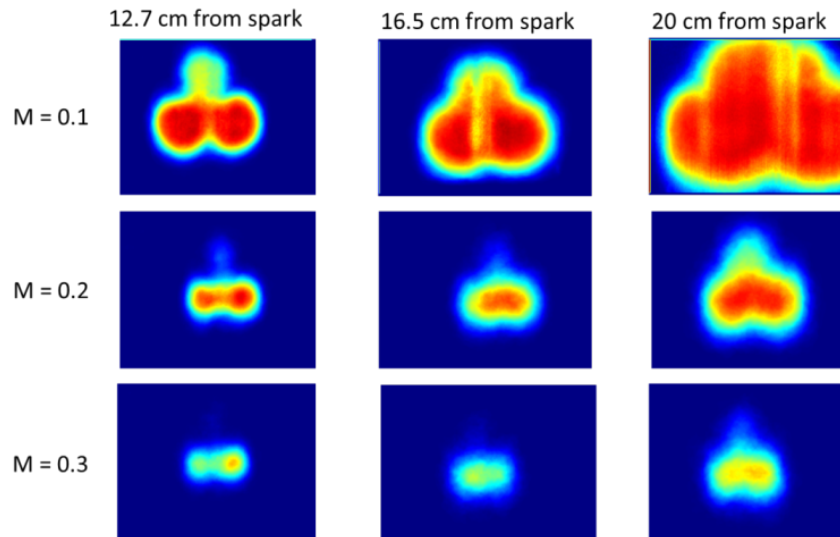 12.7 cm from spark 16.5 cm from spark 20 cm from spark
M = 0.1
M = 0.2
M = 0.3